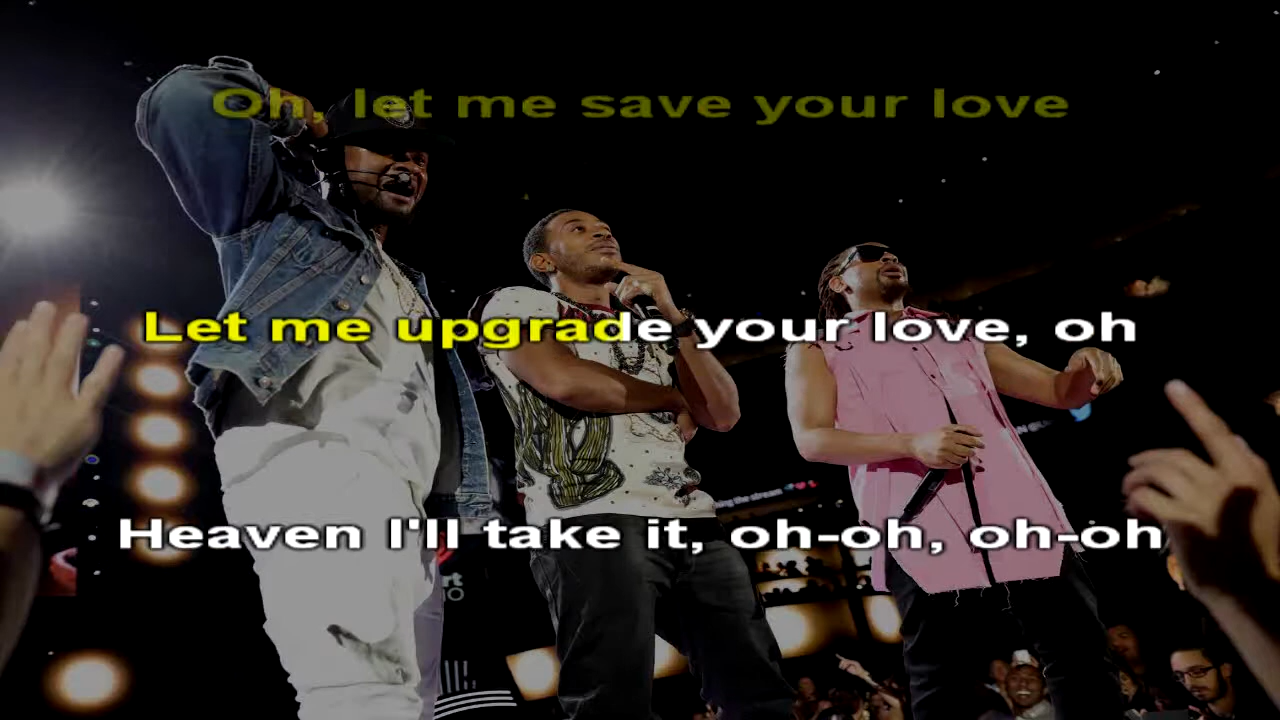 Oh, let me save your love
Let me upgrade your love, oh
Heaven I'll take it, oh-oh, oh-oh